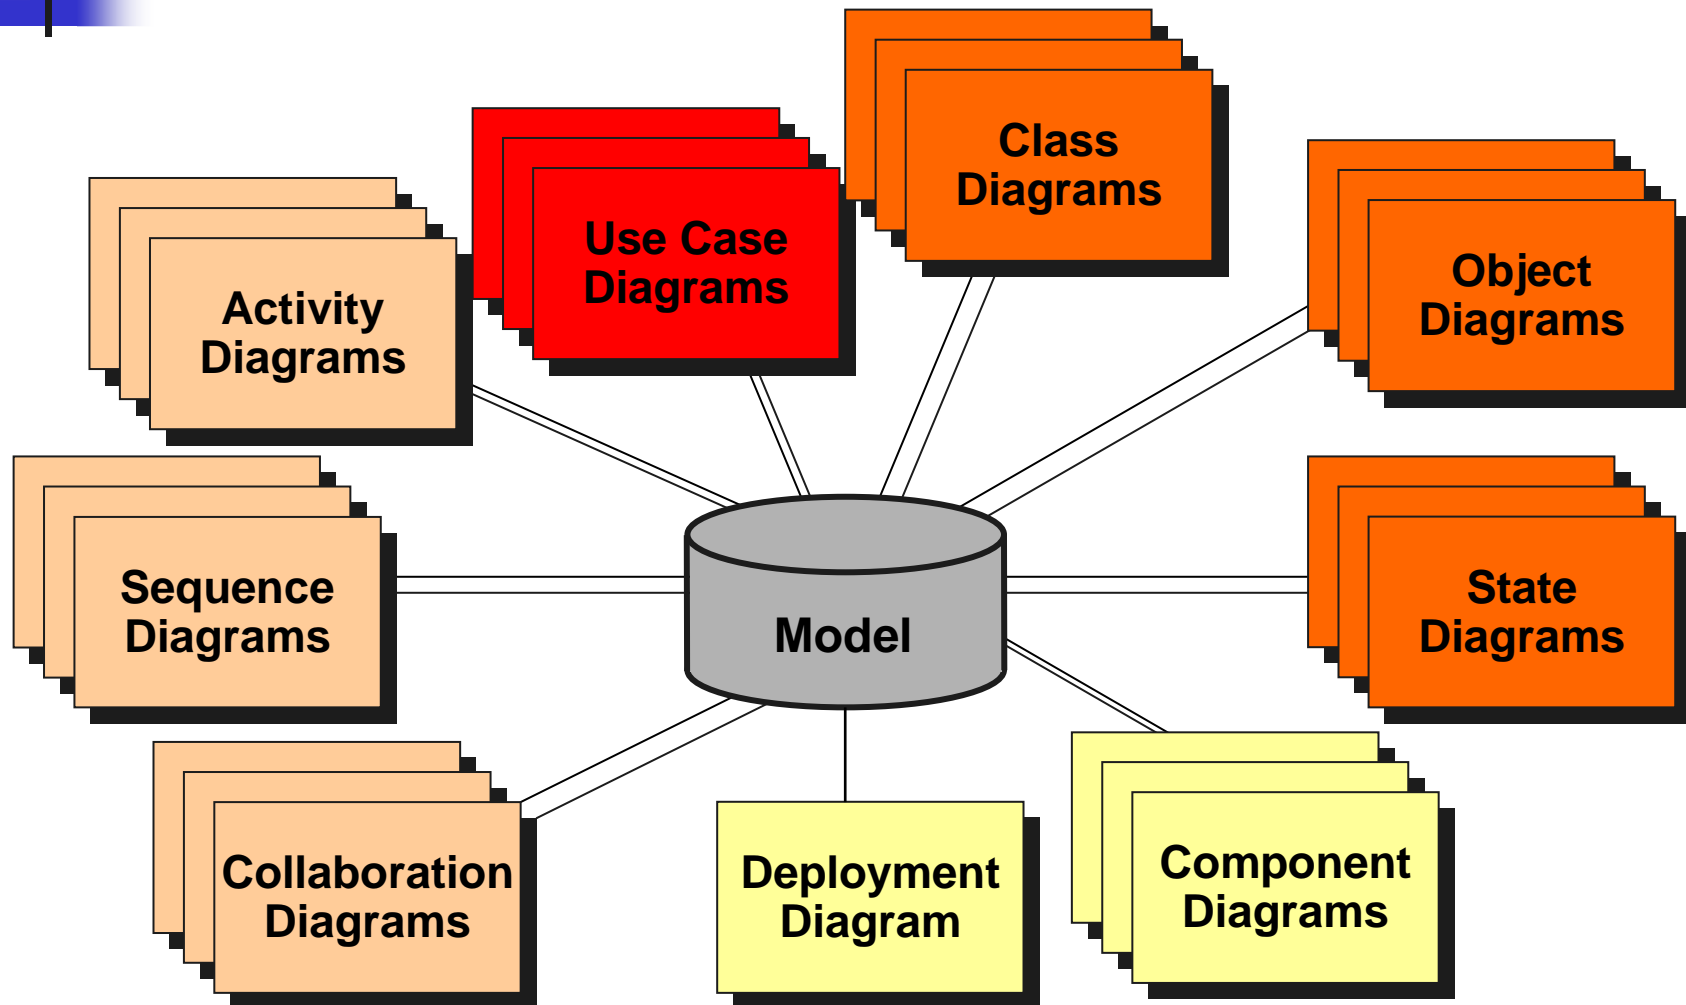 Class
Diagrams
Use Case
Diagrams
Object
Diagrams
Activity
Diagrams
Sequence
Diagrams
State
Diagrams
Model
Collaboration
Diagrams
Deployment
Diagram
Component
Diagrams